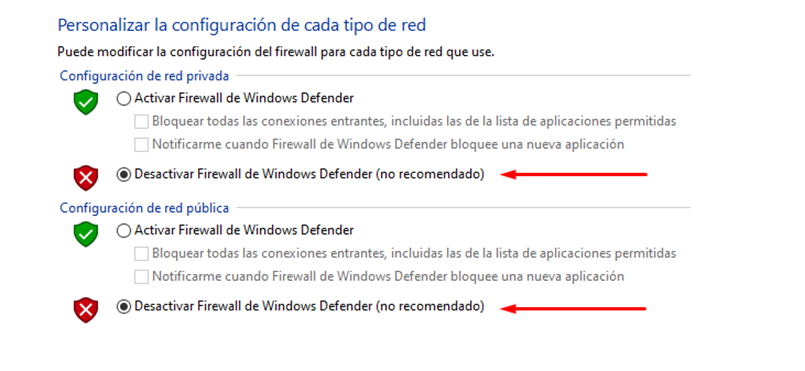 Personalizar la configuración de cada tipo de red
Puede modificar la configuración del firewall para cada tipo de red que use.
Configuración de red privada
Activar Firewall de Windows Defender
Bloquear todas las conexiones entrantes, incluidas las de la lista de aplicaciones permitidas
Notificarme cuando Firewall de Windows Defender bloquee una nueva aplicación
Desactivar Firewall de Windows Defender (no recomendado)
Configuración de red pública
Activar Firewall de Windows Defender
Bloquear todas las conexiones entrantes, incluidas las de la lista de aplicaciones permitidas
Notificarme cuando Firewall de Windows Defender bloquee una nueva aplicación
Desactivar Firewall de Windows Defender (no recomendado)